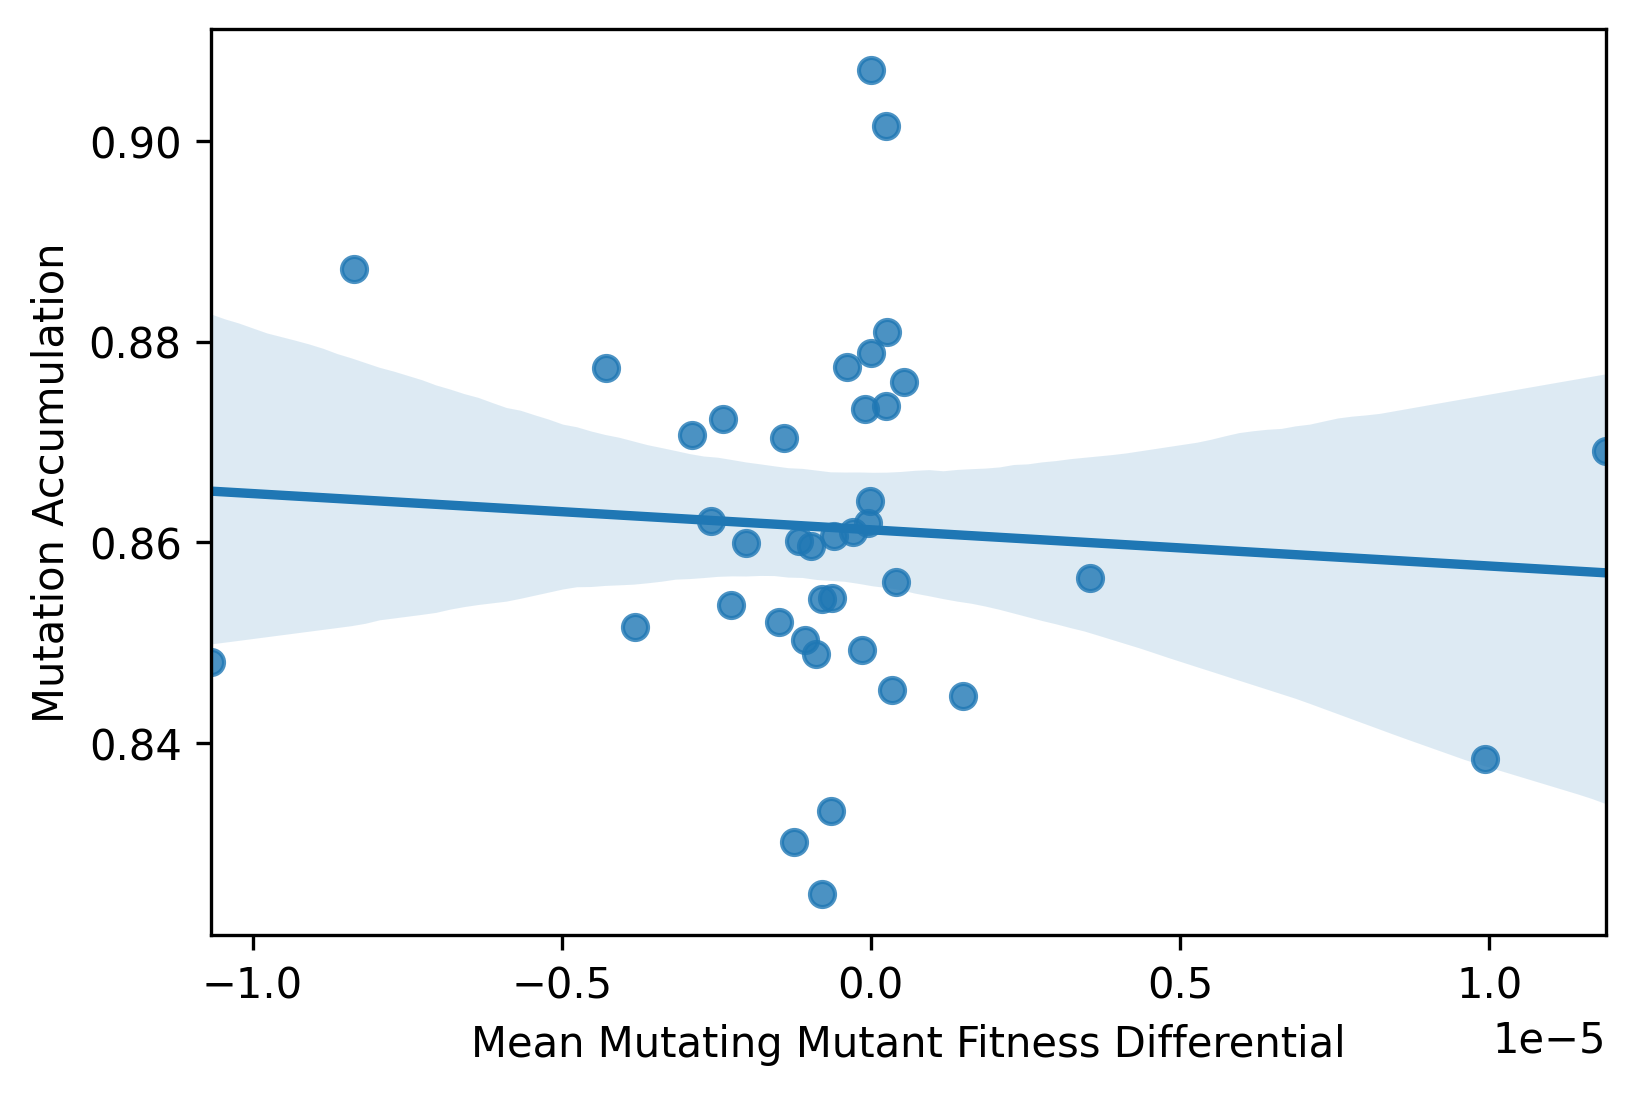 Mutation Accumulation
0.90
0.88
0.86
0.84
−1.0 −0.5 0.0 0.5 1.0
1e−5
Mean Mutating Mutant Fitness Differential